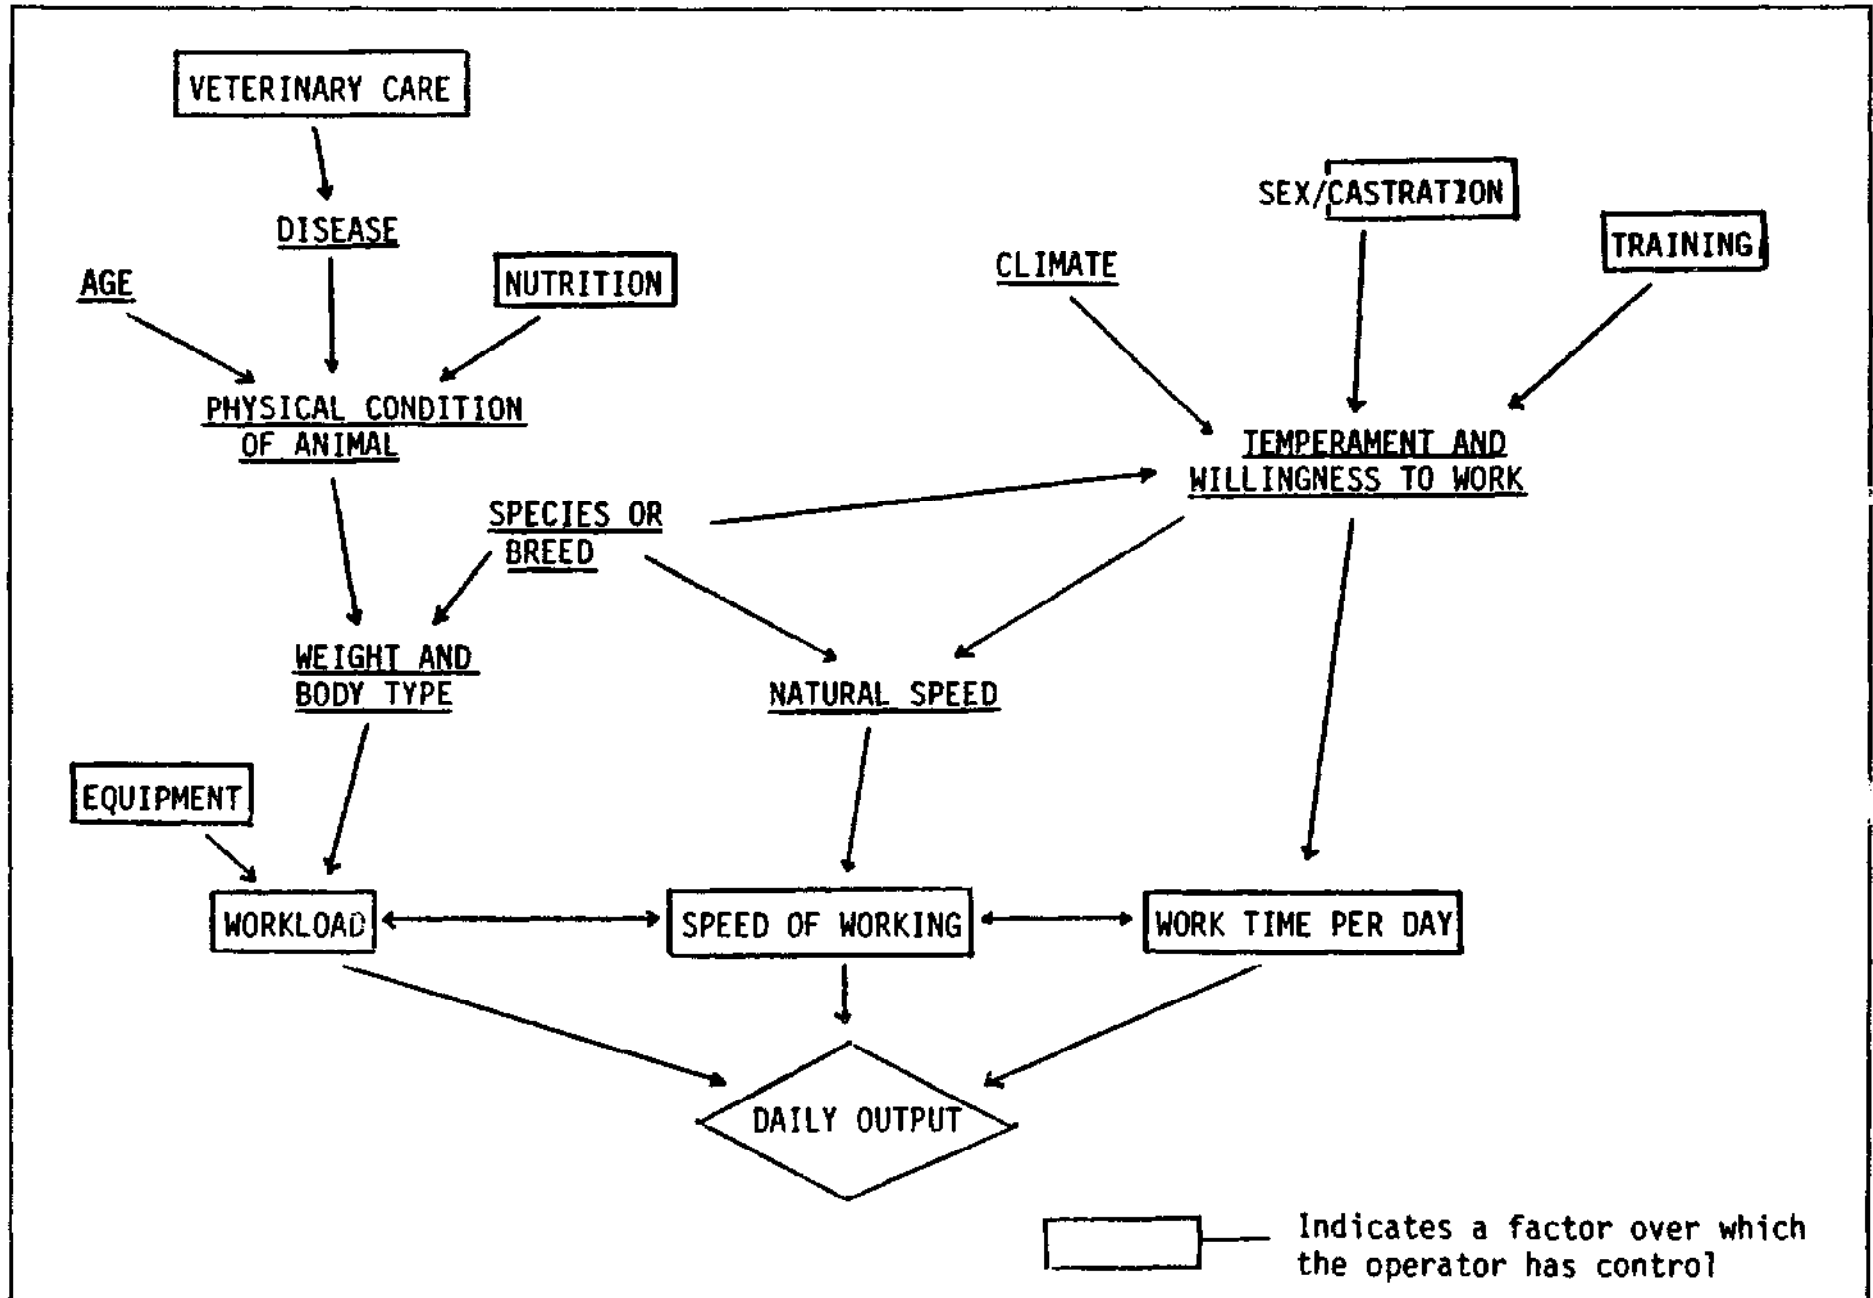 VETERINARY CARE
SEX/CASTRATION
DISEASE
TRAINING
AGE
NUTRITION
CLIMATE
PHYSICAL CONDITION
OF ANIMAL
TEMPERAMENT AND
WILLINGNESS TO WORK
SPECIES OR
BREED
WEIGHT AND
BODY TYPE
NATURAL SPEED
EQUIPMENT
WORKLOAD
SPEED OF WORKING
WORK TIME PER DAY
DAILY OUTPUT
Indicates a factor over which
the operator has control